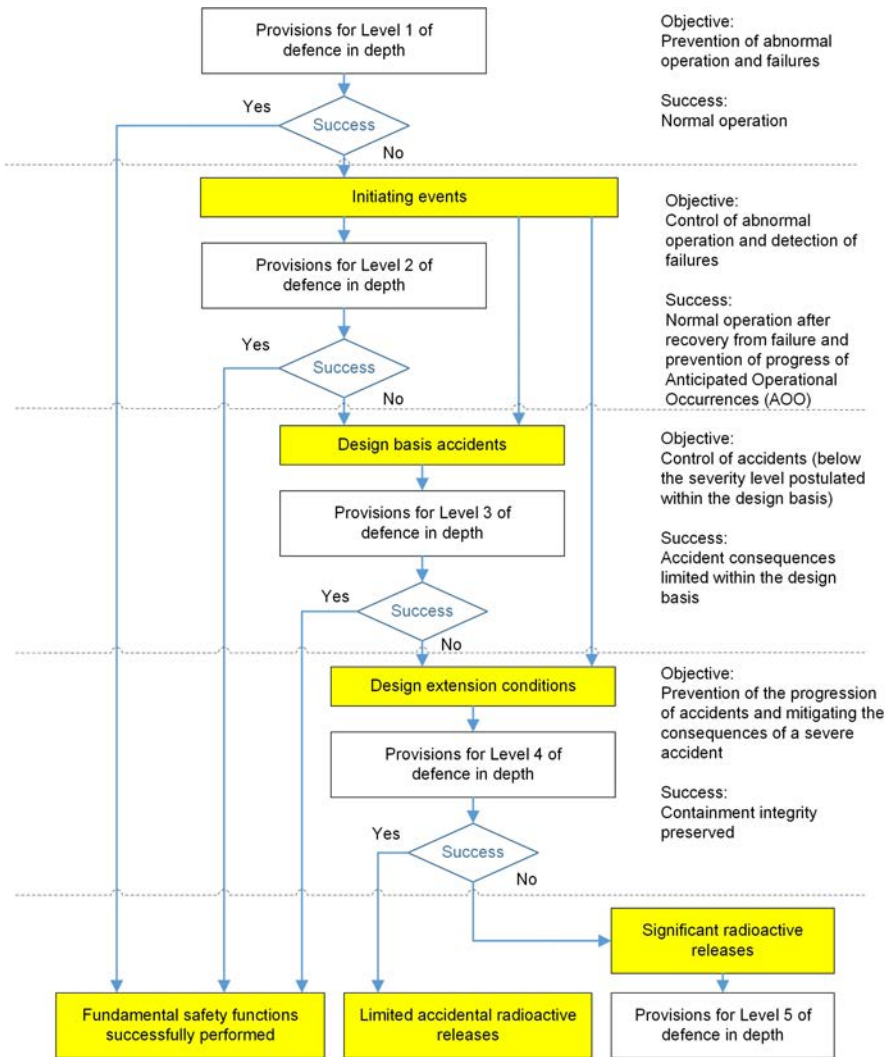 Provisions for Level 1 of
defence in depth
Objective:
Prevention of abnormal
operation and failures
Success:
Normal operation
Yes
Success
No
Initiating events
Objective:
Control of abnormal
operation and detection of
failures
Success:
Normal operation after
recovery from failure and
prevention of progress of
Anticipated Operational
Occurrences (AOO)
Provisions for Level 2 of
defence in depth
Yes
Success
No
Design basis accidents
Objective:
Control of accidents (below
the severity level postulated
within the design basis)
Success:
Accident consequences
limited within the design
basis
Provisions for Level 3 of
defence in depth
Yes
Success
No
Design extension conditions
Objective:
Prevention of the progression
of accidents and mitigating the
consequences of a severe
accident
Success:
Containment integrity
preserved
Provisions for Level 4 of
defence in depth
Yes
Success
No
Significant radioactive
releases
Fundamental safety functions
successfully performed
Limited accidental radioactive
releases
Provisions for Level 5 of
defence in depth